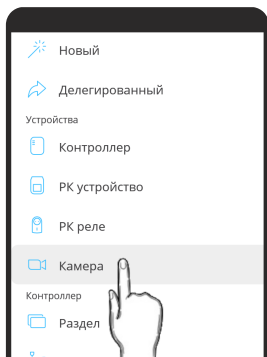 Новый
Делегированный
Устройства
Контроллер
РК устройство
РК реле
Камера
Контроллер
Раздел